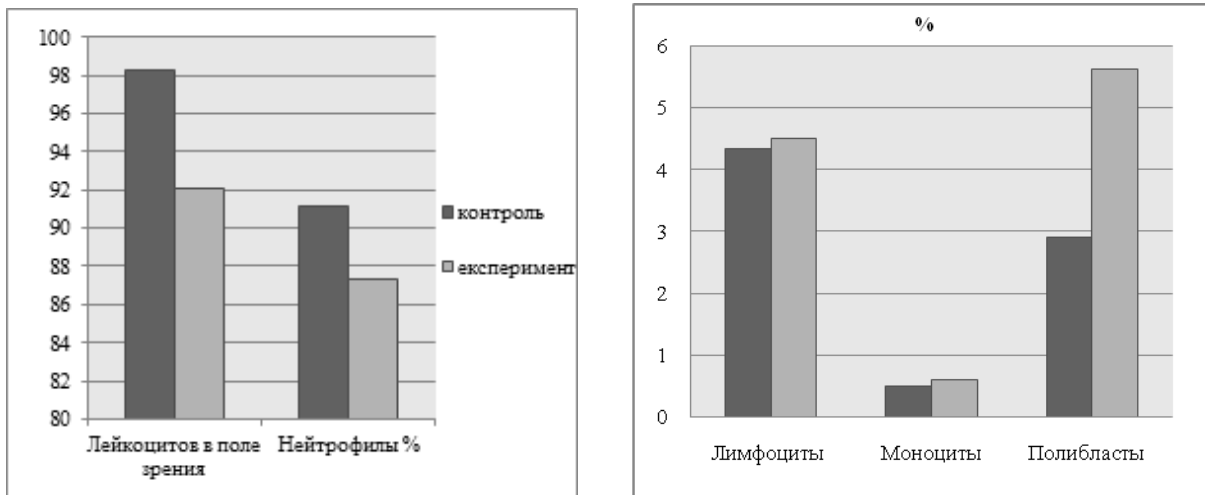 100
98
96
94
92
90
88
86
84
82
80
Лейкоцитов в поле
зрения
Нейтрофилы %
контроль
експеримент
%
6
5
4
3
2
1
0
Лимфоциты
Моноциты
Полибласты